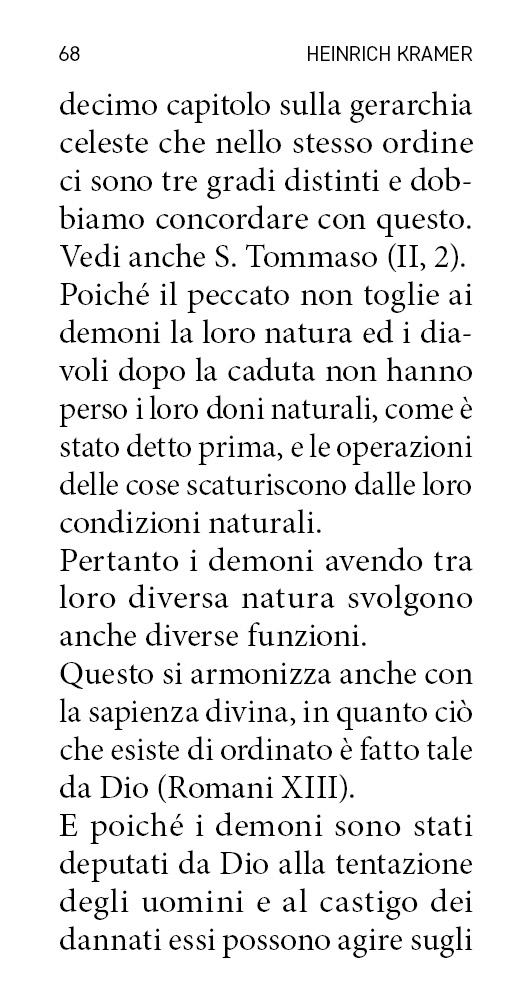 68 HEINRICH KRAMER
decimo capitolo sulla gerarchia
celeste che nello stesso ordine
ci sono tre gradi distinti e dob-
biamo concordare con questo.
Vedi anche S. Tommaso (II, 2).
Poiché il peccato non toglie ai
demoni la loro natura ed i dia-
voli dopo la caduta non hanno
perso i loro doni naturali, come è
stato detto prima, e le operazioni
delle cose scaturiscono dalle loro
condizioni naturali.
Pertanto i demoni avendo tra
loro diversa natura svolgono
anche diverse funzioni.
Questo si armonizza anche con
la sapienza divina, in quanto ciò
che esiste di ordinato è fatto tale
da Dio (Romani XIII).
E poiché i demoni sono stati
deputati da Dio alla tentazione
degli uomini e al castigo dei
dannati essi possono agire sugli